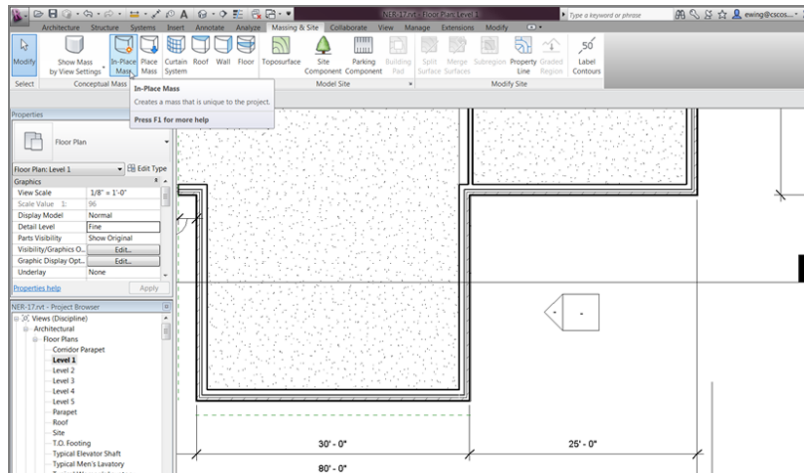 NER-17.rvt - Floor Plan: Level 1
Type a keyword or phrase
ewing@cscos...
Architecture Structure Systems Insert Annotate Analyze Massing & Site Collaborate View Manage Extensions Modify
Modify
Show Mass
by View Settings
In-Place
Mass
Place
Mass
Curtain
System
Roof
Wall
Floor
Toposurface
Site
Component
Parking
Component
Building
Pad
Split
Surface
Merge
Surfaces
Subregion
Property
Line
Graded
Region
50
Label
Contours
Select
Conceptual Mass
Model Site
Modify Site
In-Place Mass
Creates a mass that is unique to the project.
Press F1 for more help
Properties
Floor Plan
Floor Plan: Level 1
Edit Type
Graphics
View Scale 1/8" = 1'-0"
Scale Value 1: 96
Display Model Normal
Detail Level Fine
Parts Visibility Show Original
Visibility/Graphics O... Edit...
Graphic Display Opt... Edit...
Underlay None
Properties help
Apply
NER-17.rvt - Project Browser
Views (Discipline)
Architectural
Floor Plans
Corridor Parapet
Level 1
Level 2
Level 3
Level 4
Level 5
Parapet
Roof
Site
T.O. Footing
Typical Elevator Shaft
Typical Men's Lavatory
30' - 0"
25' - 0"
80' - 0"